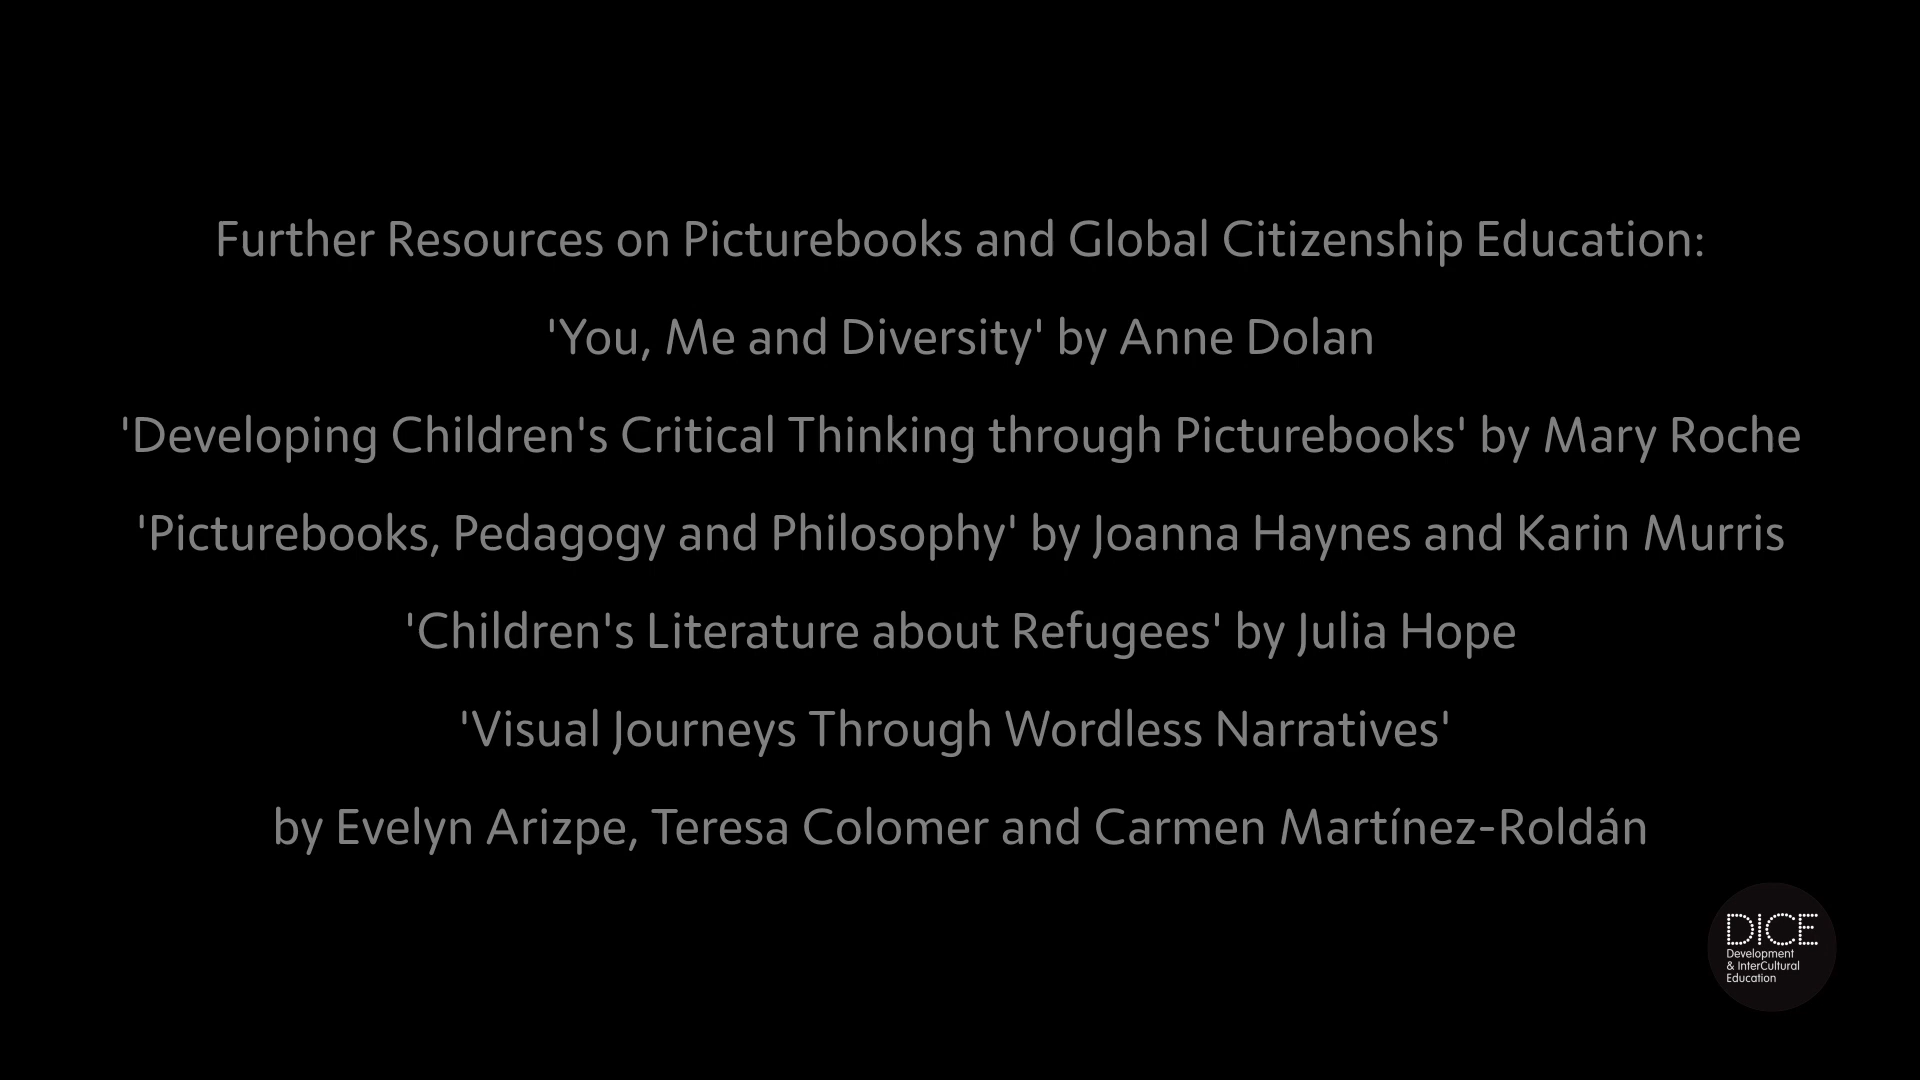 Further Resources on Picturebooks and Global Citizenship Education:
'You, Me and Diversity' by Anne Dolan
'Developing Children's Critical Thinking through Picturebooks' by Mary Roche
'Picturebooks, Pedagogy and Philosophy' by Joanna Haynes and Karin Murris
'Children's Literature about Refugees' by Julia Hope
'Visual Journeys Through Wordless Narratives'
by Evelyn Arizpe, Teresa Colomer and Carmen Martínez-Roldán
DICE
Development
& InterCultural
Education